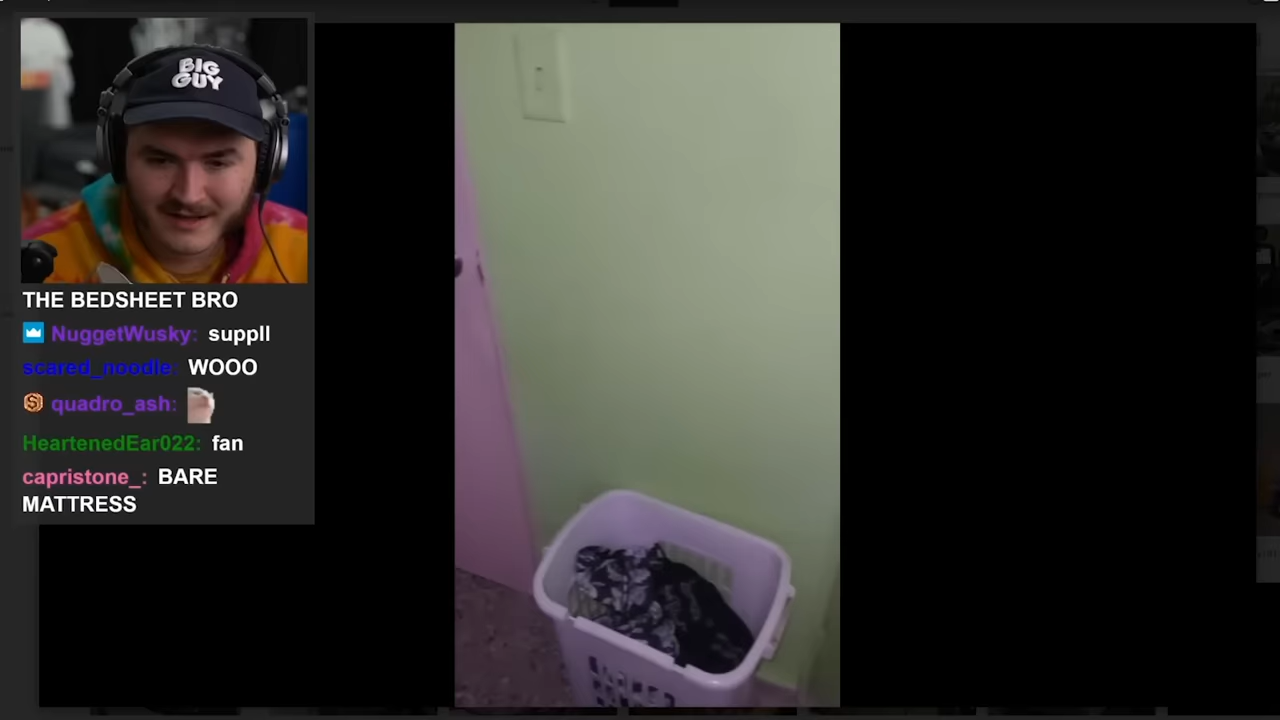 BIG
GUY
THE BEDSHEET BRO
NuggetWusky: suppll
scared_noodle: WOOO
quadro_ash:
HeartenedEar022: fan
capristone_: BARE
MATTRESS